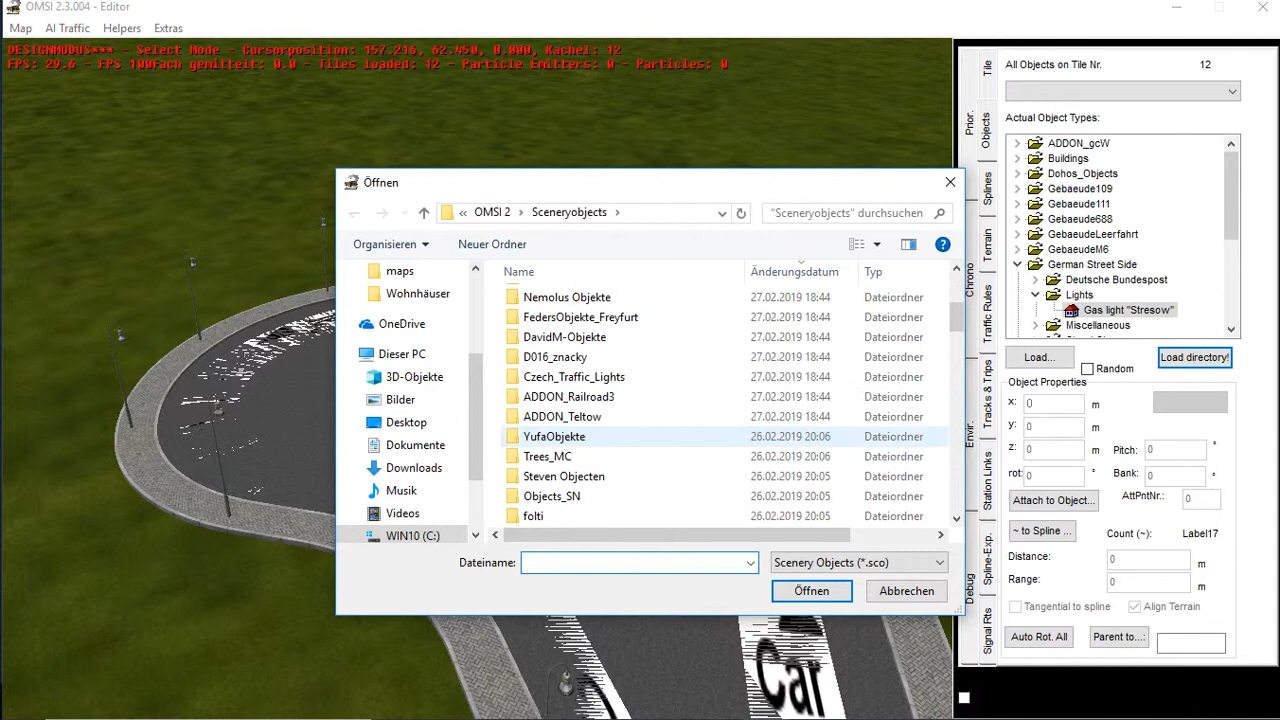 OMSI 2.3.004 - Editor
Map AI Traffic Helpers Extras
DESIGNMODUS*** - Select Mode - Cursorposition: 157.216, 62.450, 0.000, Kachel: 12
FPS: 29.6 - FPS 100fach gemittelt: 0.0 - Tiles loaded: 12 - Particle Emitters: 0 - Particles: 0
Öffnen
« OMSI 2 › Sceneryobjects ›
"Sceneryobjects" durchsuchen
Organisieren
Neuer Ordner
maps
Wohnhäuser
OneDrive
Dieser PC
3D-Objekte
Bilder
Desktop
Dokumente
Downloads
Musik
Videos
WIN10 (C:)
Name Änderungsdatum Typ
Nemolus Objekte 27.02.2019 18:44 Dateiordner
FedersObjekte_Freyfurt 27.02.2019 18:44 Dateiordner
DavidM-Objekte 27.02.2019 18:44 Dateiordner
D016_znacky 27.02.2019 18:44 Dateiordner
Czech_Traffic_Lights 27.02.2019 18:44 Dateiordner
ADDON_Railroad3 27.02.2019 18:44 Dateiordner
ADDON_Teltow 27.02.2019 18:44 Dateiordner
YufaObjekte 26.02.2019 20:06 Dateiordner
Trees_MC 26.02.2019 20:06 Dateiordner
Steven Objecten 26.02.2019 20:05 Dateiordner
Objects_SN 26.02.2019 20:05 Dateiordner
folti 26.02.2019 20:05 Dateiordner
Dateiname:
Scenery Objects (*.sco)
Öffnen
Abbrechen
Car
Prior.
Chrono
Envir.
Debug
Tile
Objects
Splines
Terrain
Traffic Rules
Tracks & Trips
Station Links
Spline-Exp.
Signal Rts
All Objects on Tile Nr. 12
Actual Object Types:
ADDON_gcW
Buildings
Dohos_Objects
Gebaeude109
Gebaeude111
Gebaeude688
GebaeudeLeerfahrt
GebaeudeM6
German Street Side
Deutsche Bundespost
Lights
Gas light "Stresow"
Miscellaneous
Load...
Random
Load directory!
Object Properties
x: 0 m
y: 0 m
z: 0 m Pitch: 0 °
rot: 0 ° Bank: 0 °
Attach to Object... AttPntNr.: 0
~ to Spline ... Count (~): Label17
Distance: 0 m
Range: 0 m
Tangential to spline Align Terrain
Auto Rot. All Parent to...: